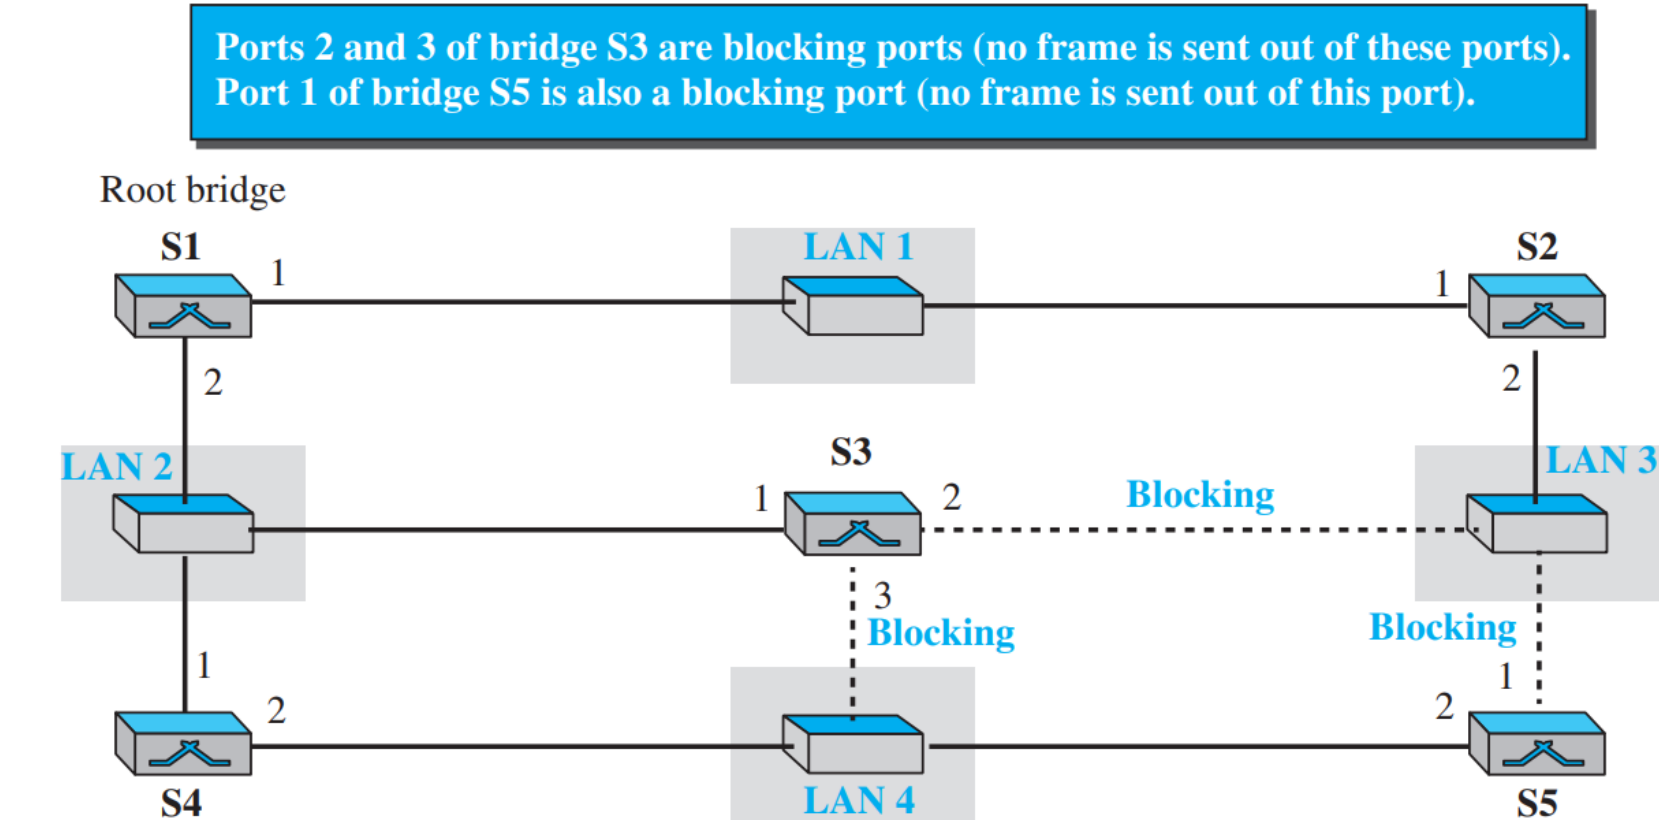 Ports 2 and 3 of bridge S3 are blocking ports (no frame is sent out of these ports).
Port 1 of bridge S5 is also a blocking port (no frame is sent out of this port).
Root bridge
S1
LAN 1
S2
1
1
2
2
LAN 2
S3
LAN 3
1
2
Blocking
3
Blocking
Blocking
1
1
2
2
S4
LAN 4
S5